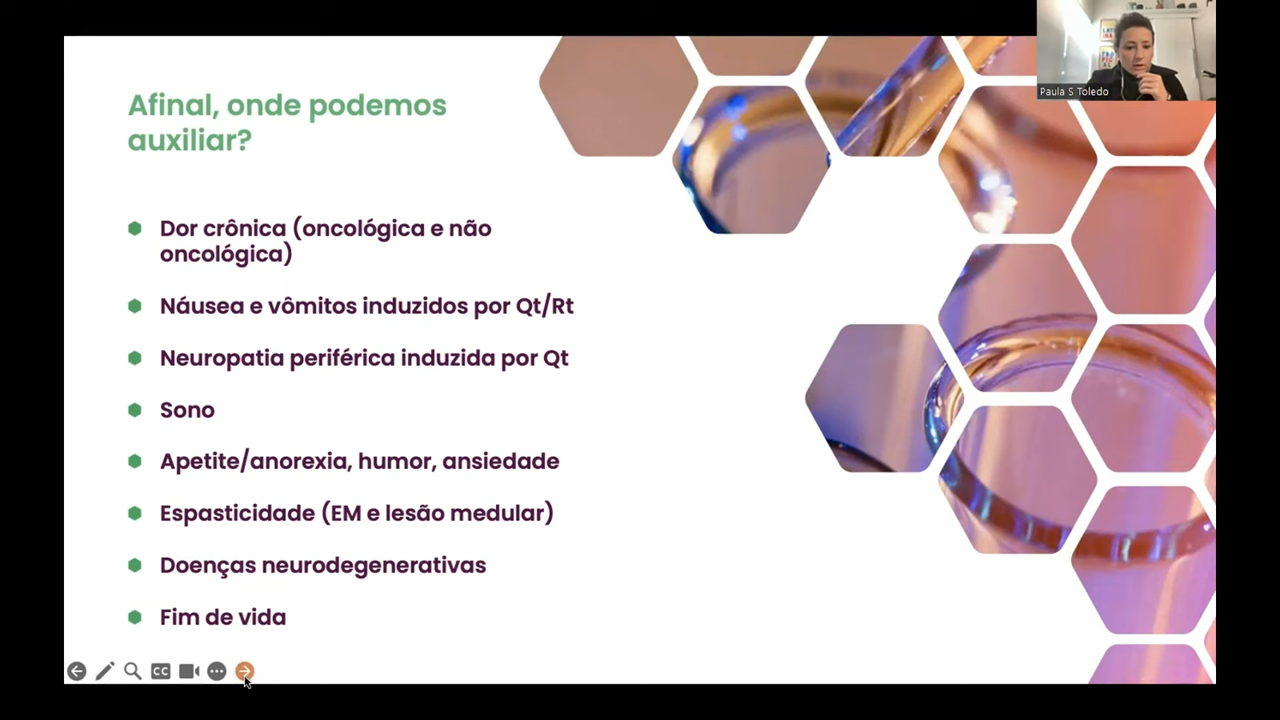 Afinal, onde podemos
auxiliar?
Dor crônica (oncológica e não
oncológica)
Náusea e vômitos induzidos por Qt/Rt
Neuropatia periférica induzida por Qt
Sono
Apetite/anorexia, humor, ansiedade
Espasticidade (EM e lesão medular)
Doenças neurodegenerativas
Fim de vida
Paula S Toledo
CC